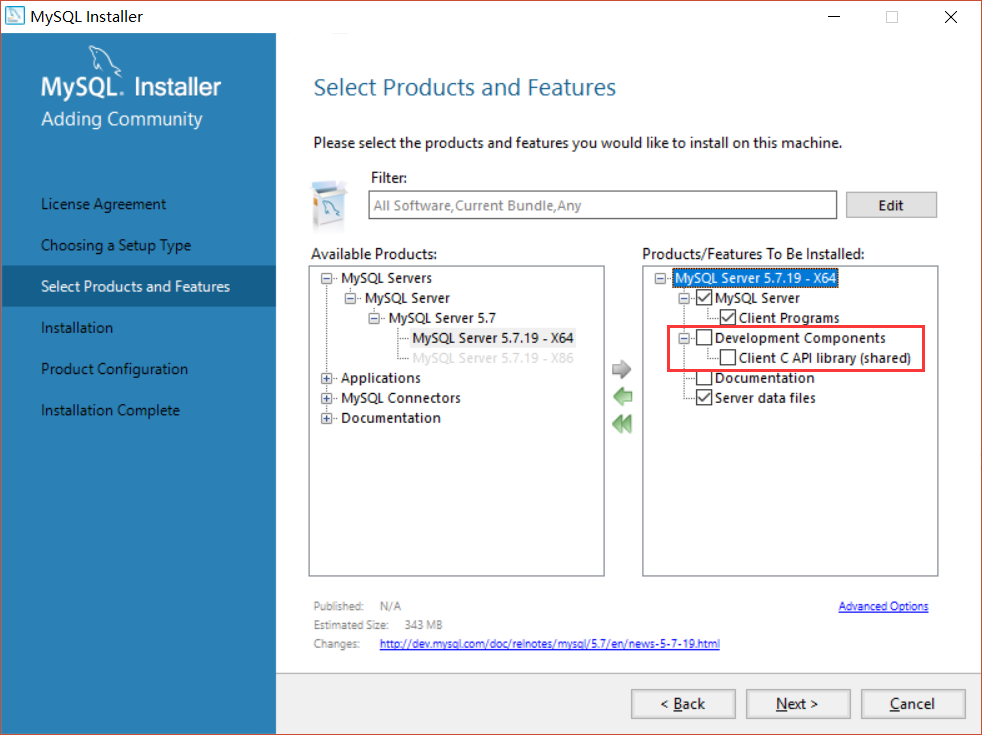 MySQL Installer
MySQL. Installer
Adding Community
License Agreement
Choosing a Setup Type
Select Products and Features
Installation
Product Configuration
Installation Complete
Select Products and Features
Please select the products and features you would like to install on this machine.
Filter:
All Software,Current Bundle,Any
Edit
Available Products:
MySQL Servers
MySQL Server
MySQL Server 5.7
MySQL Server 5.7.19 - X64
MySQL Server 5.7.19 - X86
Applications
MySQL Connectors
Documentation
Products/Features To Be Installed:
MySQL Server 5.7.19 - X64
MySQL Server
Client Programs
Development Components
Client C API library (shared)
Documentation
Server data files
Published: N/A
Estimated Size: 343 MB
Changes: http://dev.mysql.com/doc/relnotes/mysql/5.7/en/news-5-7-19.html
Advanced Options
< Back
Next >
Cancel